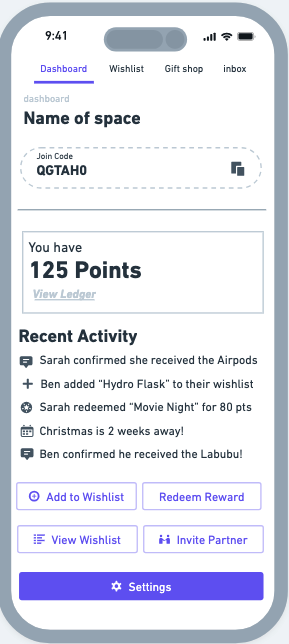 9:41
Dashboard Wishlist Gift shop inbox
dashboard
Name of space
Join Code
QGTAH0
You have
125 Points
View Ledger
Recent Activity
Sarah confirmed she received the Airpods
Ben added “Hydro Flask” to their wishlist
Sarah redeemed “Movie Night” for 80 pts
Christmas is 2 weeks away!
Ben confirmed he received the Labubu!
Add to Wishlist Redeem Reward
View Wishlist Invite Partner
Settings